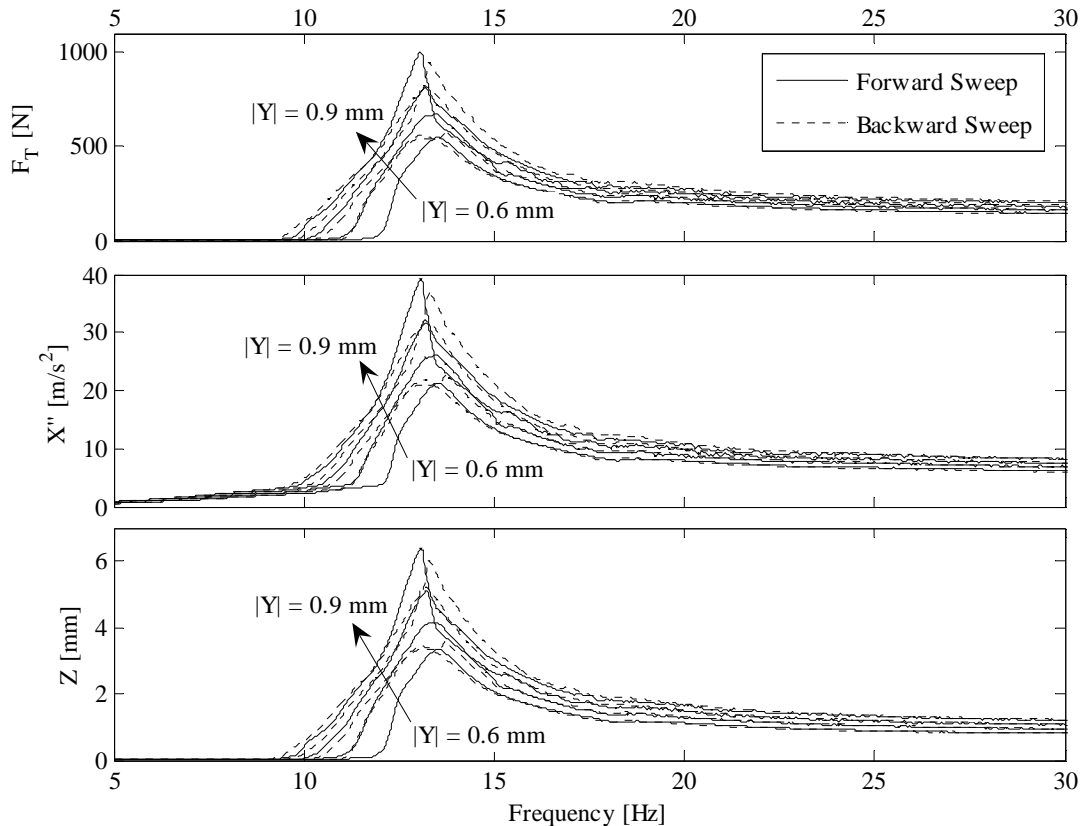 5 10 15 20 25 30
1000
500
0
F_T [N]
|Y| = 0.9 mm
|Y| = 0.6 mm
Forward Sweep
Backward Sweep
40
30
20
10
0
X" [m/s²]
|Y| = 0.9 mm
|Y| = 0.6 mm
6
4
2
0
Z [mm]
|Y| = 0.9 mm
|Y| = 0.6 mm
5 10 15 20 25 30
Frequency [Hz]